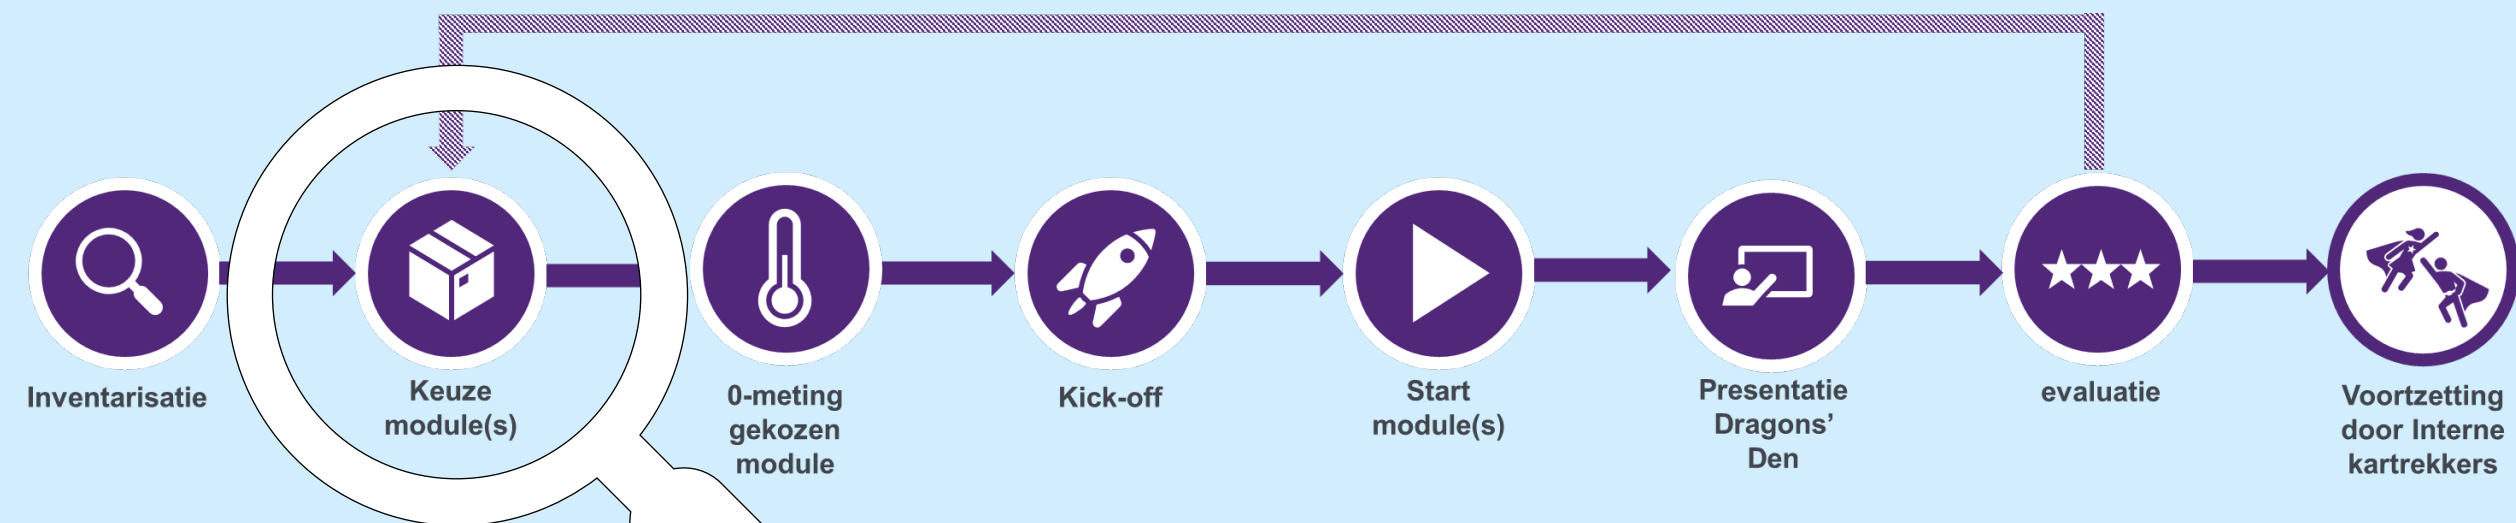 Inventarisatie
Keuze
module(s)
0-meting
gekozen
module
Kick-off
Start
module(s)
Presentatie
Dragons’
Den
evaluatie
Voortzetting
door Interne
kartrekkers